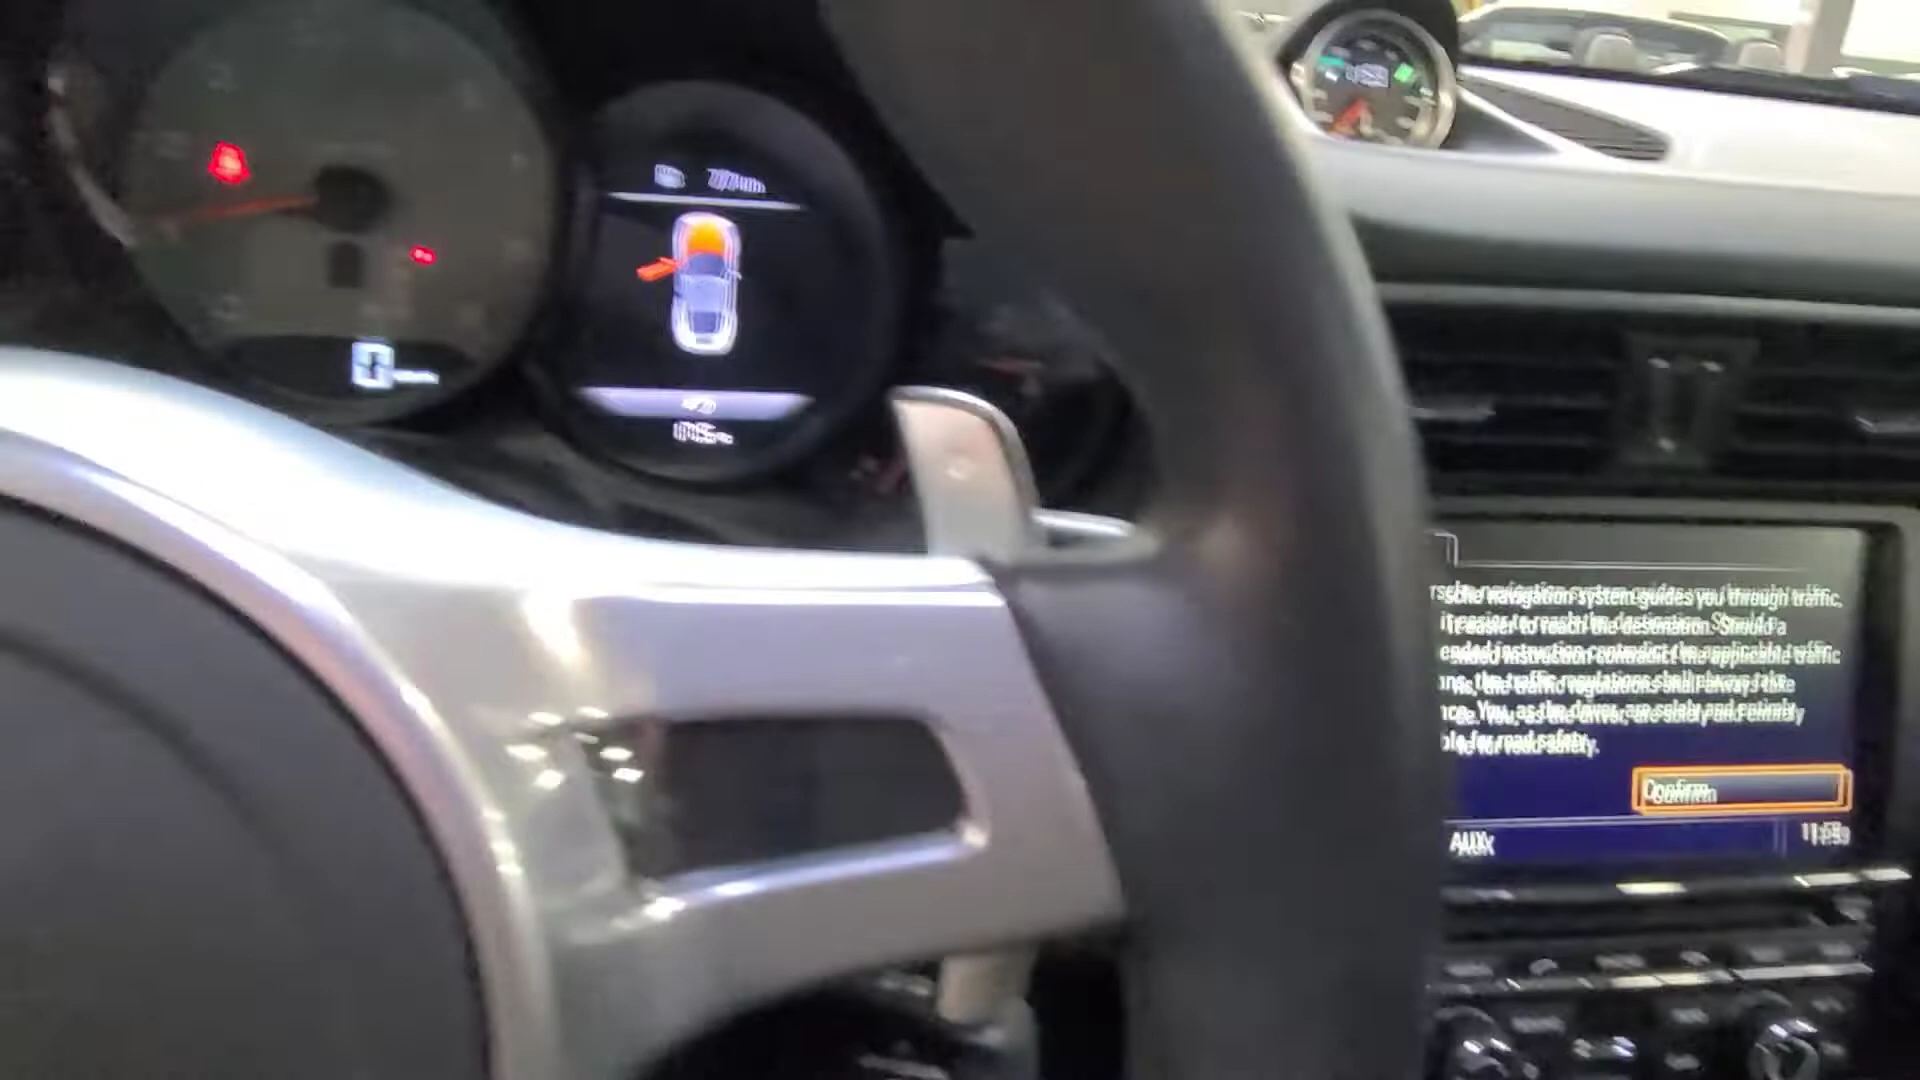 sche navigation system guides you through traffic,
it easier to reach the destination. Should a
ended instruction contradict the applicable traffic
ns, the traffic regulations shall always take
nce. You, as the driver, are solely and entirely
ble for road safety.
Confirm
AUX